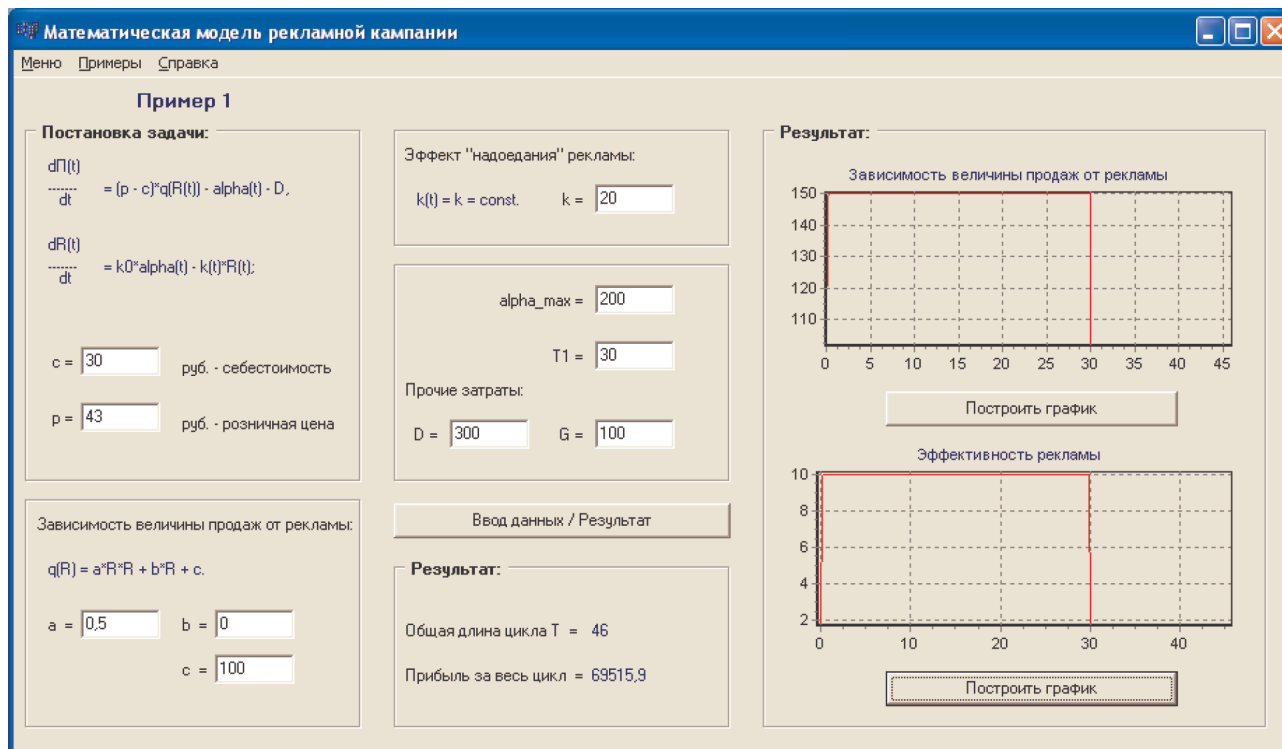 Математическая модель рекламной кампании
Меню Примеры Справка
Пример 1
Постановка задачи:
dП(t)
-------
dt
= (p - c)*q(R(t)) - alpha(t) - D,
dR(t)
-------
dt
= k0*alpha(t) - k(t)*R(t);
c = 30 руб. - себестоимость
p = 43 руб. - розничная цена
Зависимость величины продаж от рекламы:
q(R) = a*R*R + b*R + c.
a = 0,5 b = 0
c = 100
Эффект "надоедания" рекламы:
k(t) = k = const. k = 20
alpha_max = 200
T1 = 30
Прочие затраты:
D = 300 G = 100
Ввод данных / Результат
Результат:
Общая длина цикла T = 46
Прибыль за весь цикл = 69515,9
Результат:
Зависимость величины продаж от рекламы
150
140
130
120
110
0 5 10 15 20 25 30 35 40 45
Построить график
Эффективность рекламы
10
8
6
4
2
0 10 20 30 40
Построить график